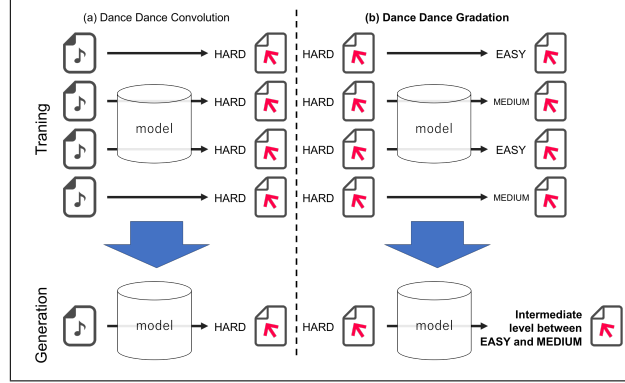 (a) Dance Dance Convolution
(b) Dance Dance Gradation
Traning
HARD
HARD
EASY
HARD
HARD
MEDIUM
model
model
HARD
HARD
EASY
HARD
HARD
MEDIUM
Generation
model
HARD
HARD
model
Intermediate
level between
EASY and MEDIUM